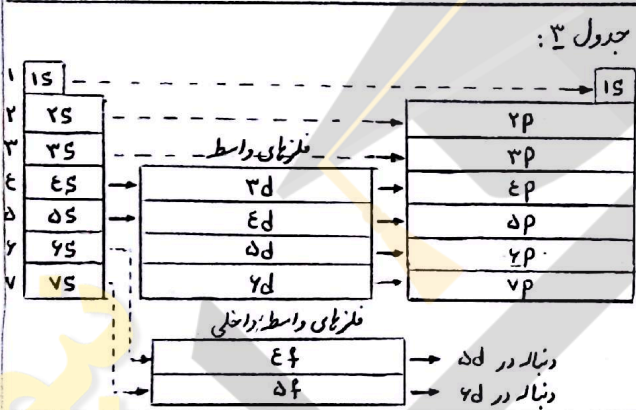 جدول ۳:
۱ 1S 1S
۲ ۲S ۲p
۳ ۳S فلزهای واسط ۳p
٤ ٤S ۳d ٤p
۵ ۵S ٤d ۵p
۶ ۶S ۵d ۶p
۷ ۷S ۶d ۷p
فلزهای واسط داخلی
٤f دنباله در ۵d
۵f دنباله در ۶d